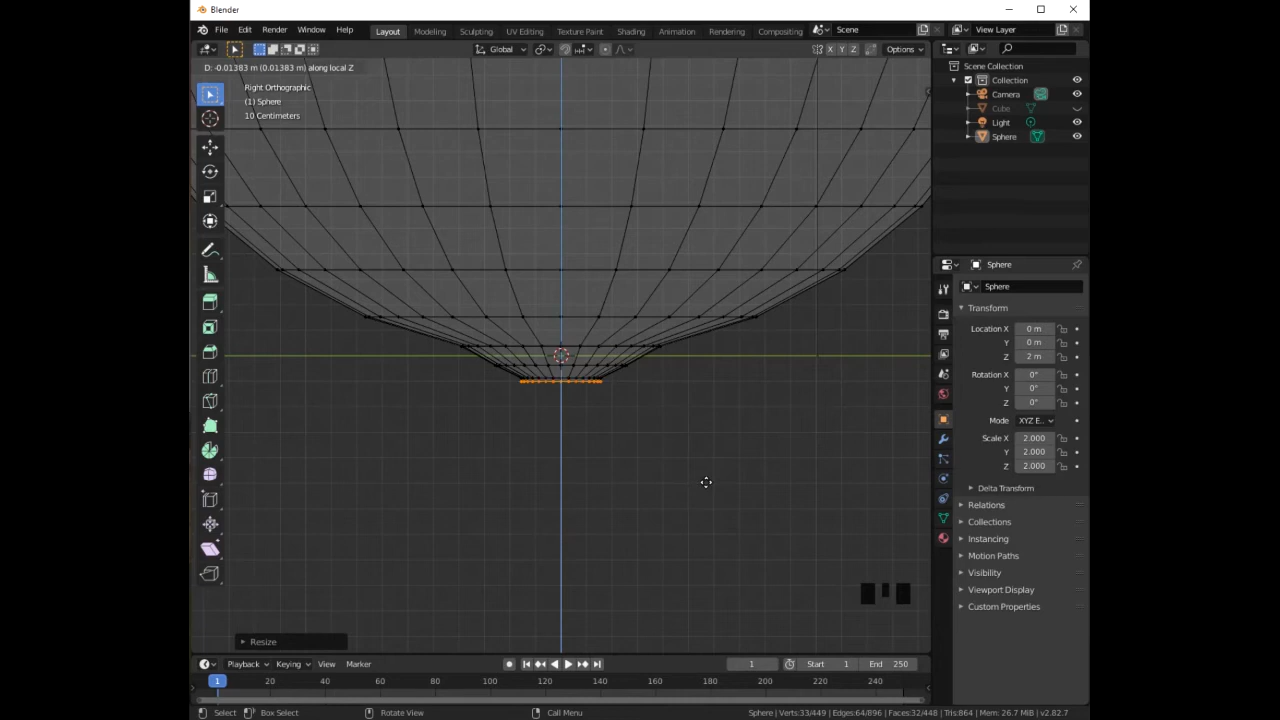 Blender
File Edit Render Window Help Layout Modeling Sculpting UV Editing Texture Paint Shading Animation Rendering Compositing Scene View Layer
Global X Y Z Options
D: -0.01383 m (0.01383 m) along local Z
Right Orthographic
(1) Sphere
10 Centimeters
Scene Collection
Collection
Camera
Cube
Light
Sphere
Sphere
Sphere
Transform
Location X 0 m
Y 0 m
Z 2 m
Rotation X 0°
Y 0°
Z 0°
Mode XYZ E..
Scale X 2.000
Y 2.000
Z 2.000
Delta Transform
Relations
Collections
Instancing
Motion Paths
Visibility
Viewport Display
Custom Properties
Resize
Playback Keying View Marker 1 Start 1 End 250
1 20 40 60 80 100 120 140 160 180 200 220 240
Select Box Select Rotate View Call Menu Sphere | Verts:33/449 | Edges:64/896 | Faces:32/448 | Tris:864 | Mem: 26.7 MiB | v2.82.7